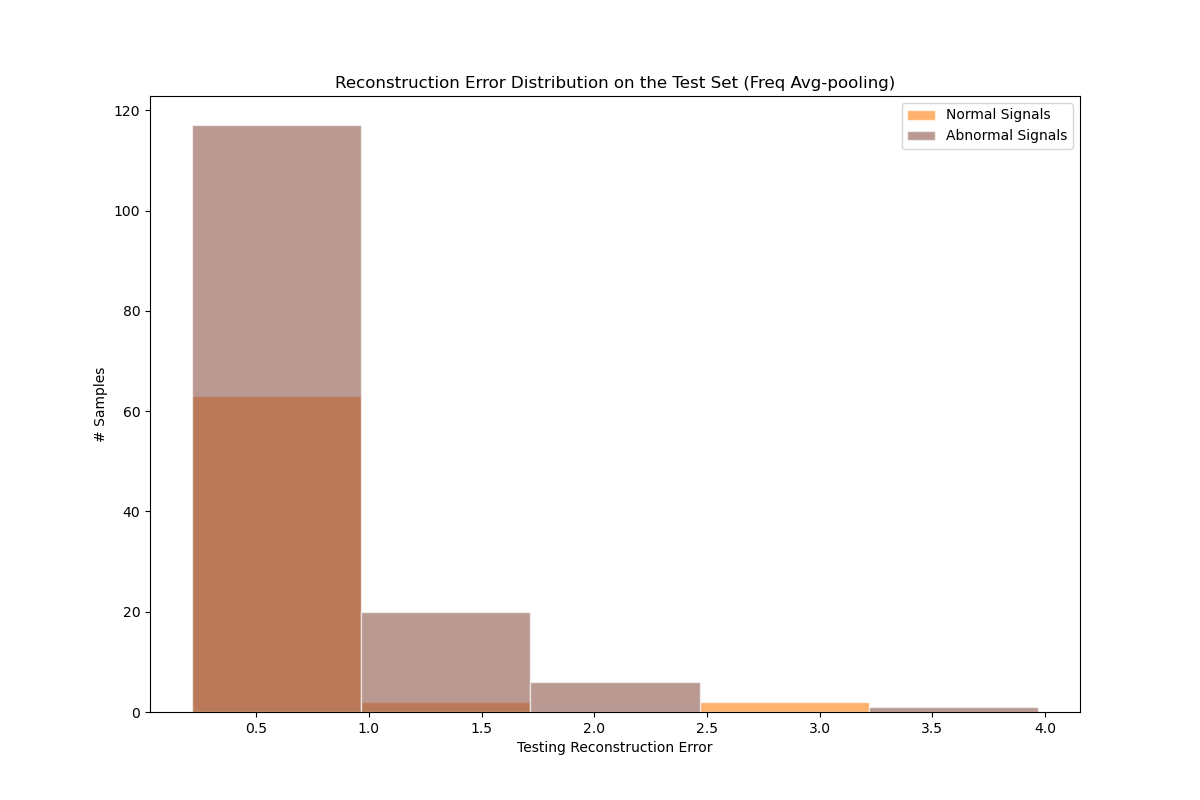 Reconstruction Error Distribution on the Test Set (Freq Avg-pooling)
Normal Signals
Abnormal Signals
120
100
80
60
40
20
0
# Samples
0.5 1.0 1.5 2.0 2.5 3.0 3.5 4.0
Testing Reconstruction Error